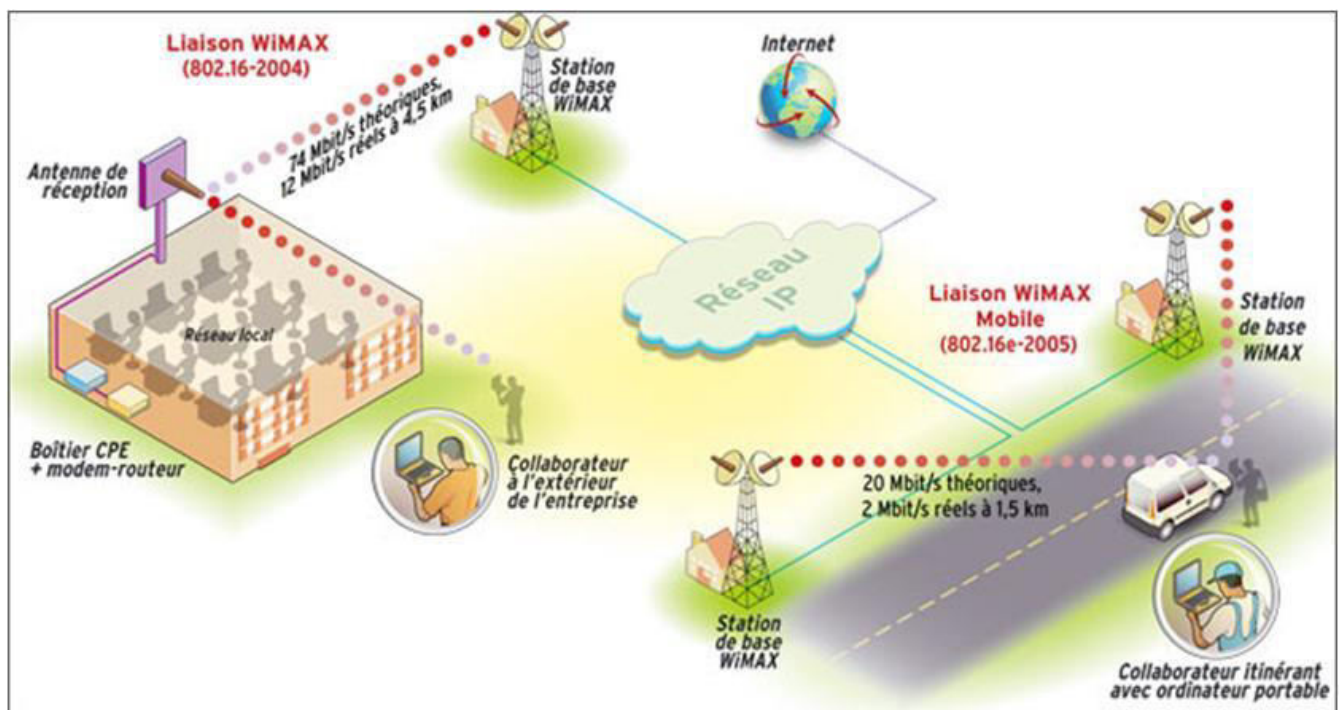 Liaison WiMAX
(802.16-2004)
74 Mbit/s théoriques,
12 Mbit/s réels à 4,5 km
Station
de base
WiMAX
Internet
Antenne de
réception
Réseau
IP
Liaison WiMAX
Mobile
(802.16e-2005)
Station
de base
WiMAX
Réseau local
Boîtier CPE
+ modem-routeur
Collaborateur
à l'extérieur
de l'entreprise
20 Mbit/s théoriques,
2 Mbit/s réels à 1,5 km
Station
de base
WiMAX
Collaborateur itinérant
avec ordinateur portable